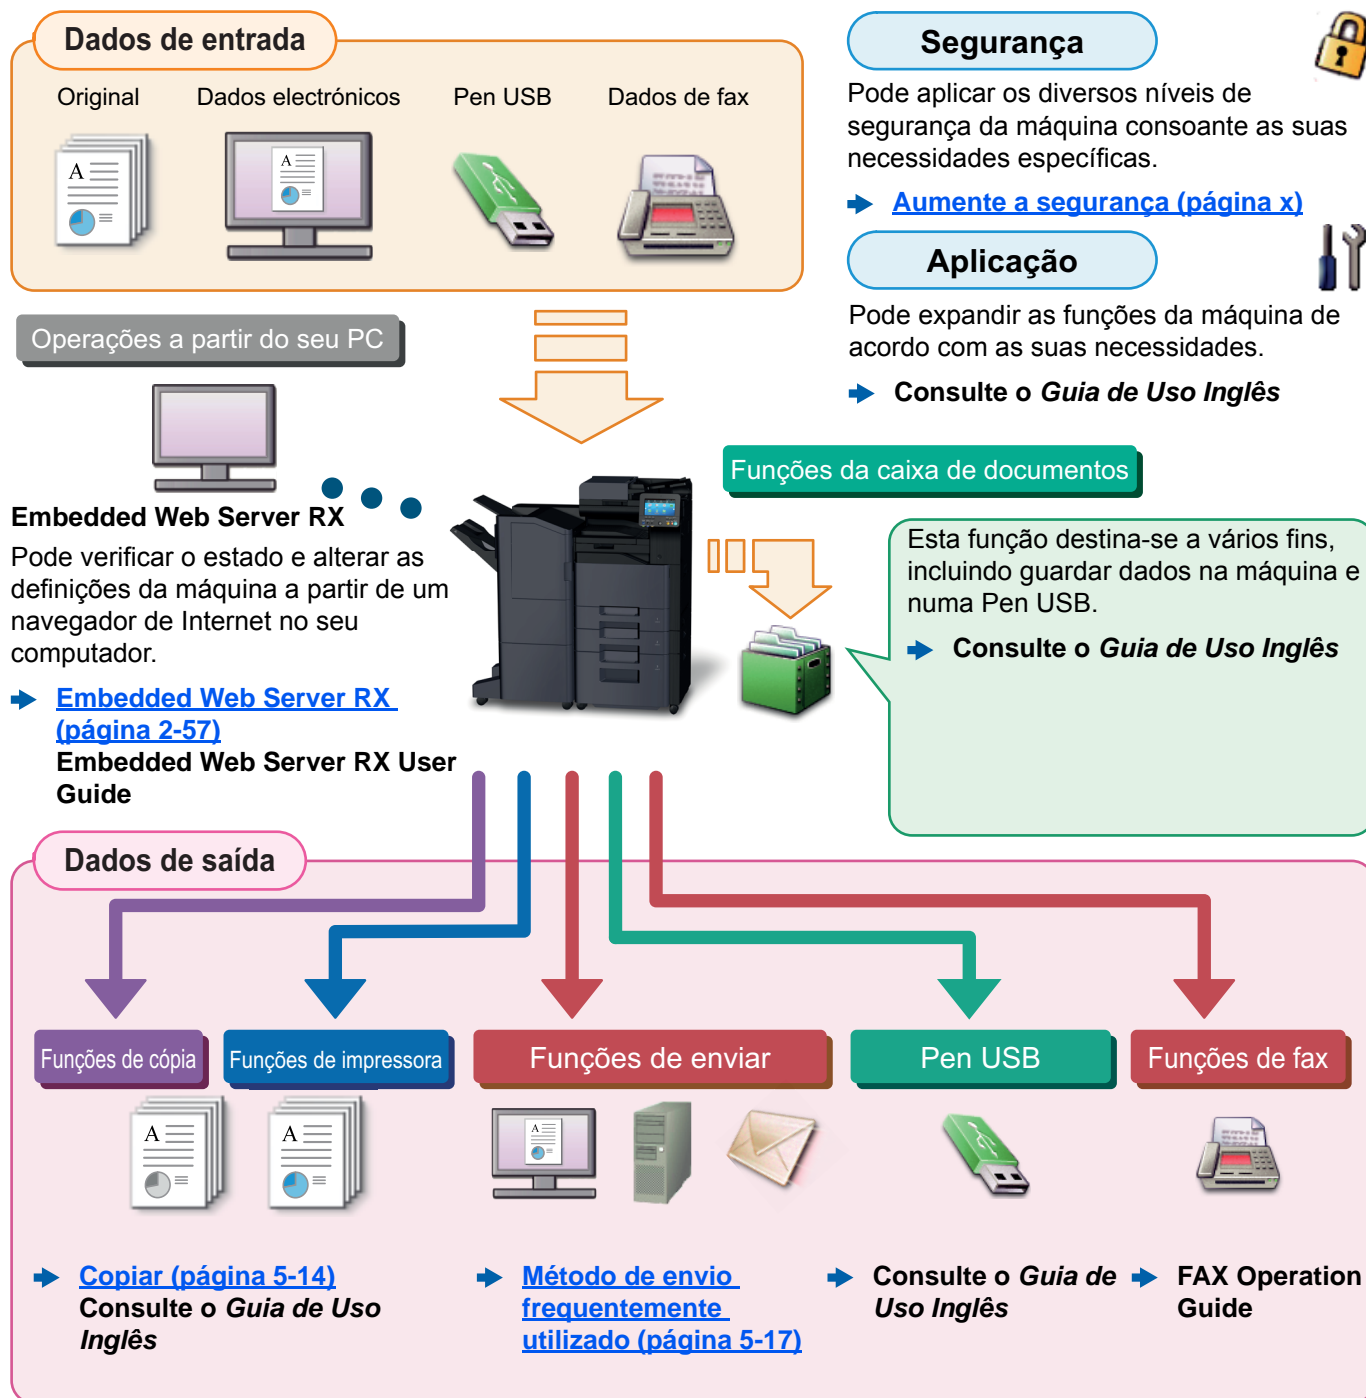 Dados de entrada
Original
Dados electrónicos
Pen USB
Dados de fax
Segurança
Pode aplicar os diversos níveis de
segurança da máquina consoante as suas
necessidades específicas.
Aumente a segurança (página x)
Aplicação
Pode expandir as funções da máquina de
acordo com as suas necessidades.
Consulte o Guia de Uso Inglês
Operações a partir do seu PC
Embedded Web Server RX
Pode verificar o estado e alterar as
definições da máquina a partir de um
navegador de Internet no seu
computador.
Embedded Web Server RX
(página 2-57)
Embedded Web Server RX User
Guide
Funções da caixa de documentos
Esta função destina-se a vários fins,
incluindo guardar dados na máquina e
numa Pen USB.
Consulte o Guia de Uso Inglês
Dados de saída
Funções de cópia
Funções de impressora
Funções de enviar
Pen USB
Funções de fax
Copiar (página 5-14)
Consulte o Guia de Uso
Inglês
Método de envio
frequentemente
utilizado (página 5-17)
Consulte o Guia de
Uso Inglês
FAX Operation
Guide